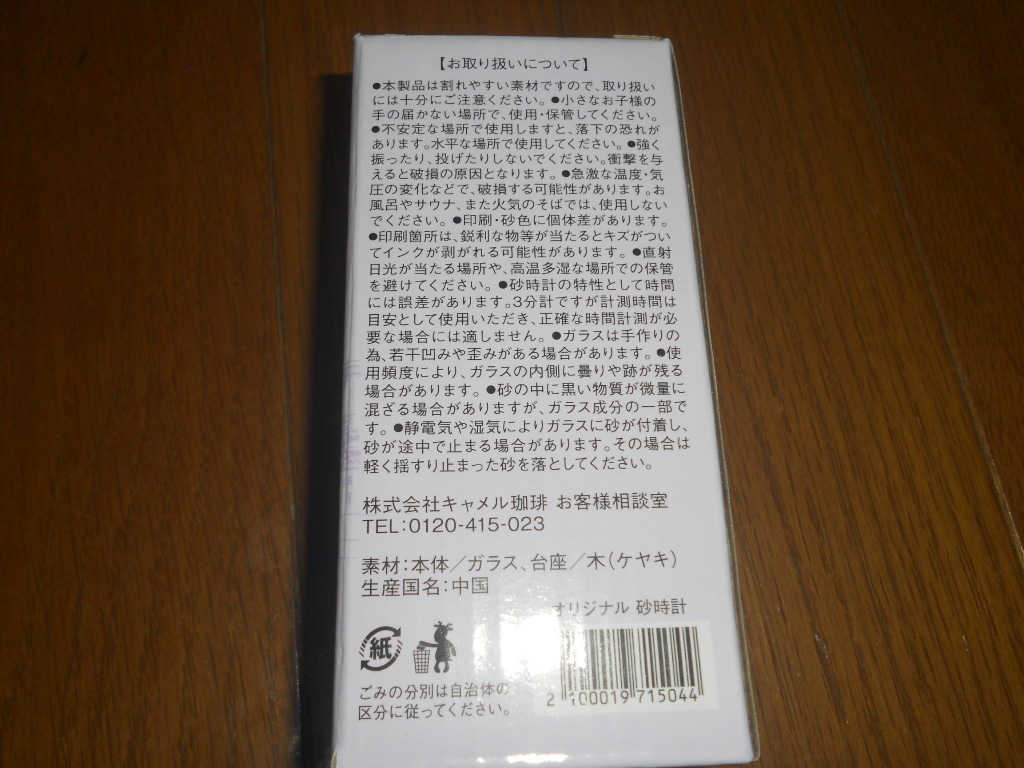 【お取り扱いについて】
●本製品は割れやすい素材ですので、取り扱い
には十分にご注意ください。●小さなお子様の
手の届かない場所で、使用・保管してください。
●不安定な場所で使用しますと、落下の恐れが
あります。水平な場所で使用してください。●強く
振ったり、投げたりしないでください。衝撃を与
えると破損の原因となります。●急激な温度・気
圧の変化などで、破損する可能性があります。お
風呂やサウナ、また火気のそばでは、使用しない
でください。●印刷・砂色に個体差があります。
●印刷箇所は、鋭利な物等が当たるとキズがつい
てインクが剥がれる可能性があります。●直射
日光が当たる場所や、高温多湿な場所での保管
を避けてください。●砂時計の特性として時間
には誤差があります。3分計ですが計測時間は
目安として使用いただき、正確な時間計測が必
要な場合には適しません。●ガラスは手作りの
為、若干凹みや歪みがある場合があります。●使
用頻度により、ガラスの内側に曇りや跡が残る
場合があります。●砂の中に黒い物質が微量に
混ざる場合がありますが、ガラス成分の一部で
す。●静電気や湿気によりガラスに砂が付着し、
砂が途中で止まる場合があります。その場合は
軽く揺すり止まった砂を落としてください。
株式会社キャメル珈琲 お客様相談室
TEL:0120-415-023
素材:本体/ガラス、台座/木(ケヤキ)
生産国名:中国
オリジナル 砂時計
紙
2 100019 715044
ごみの分別は自治体の
区分に従ってください。